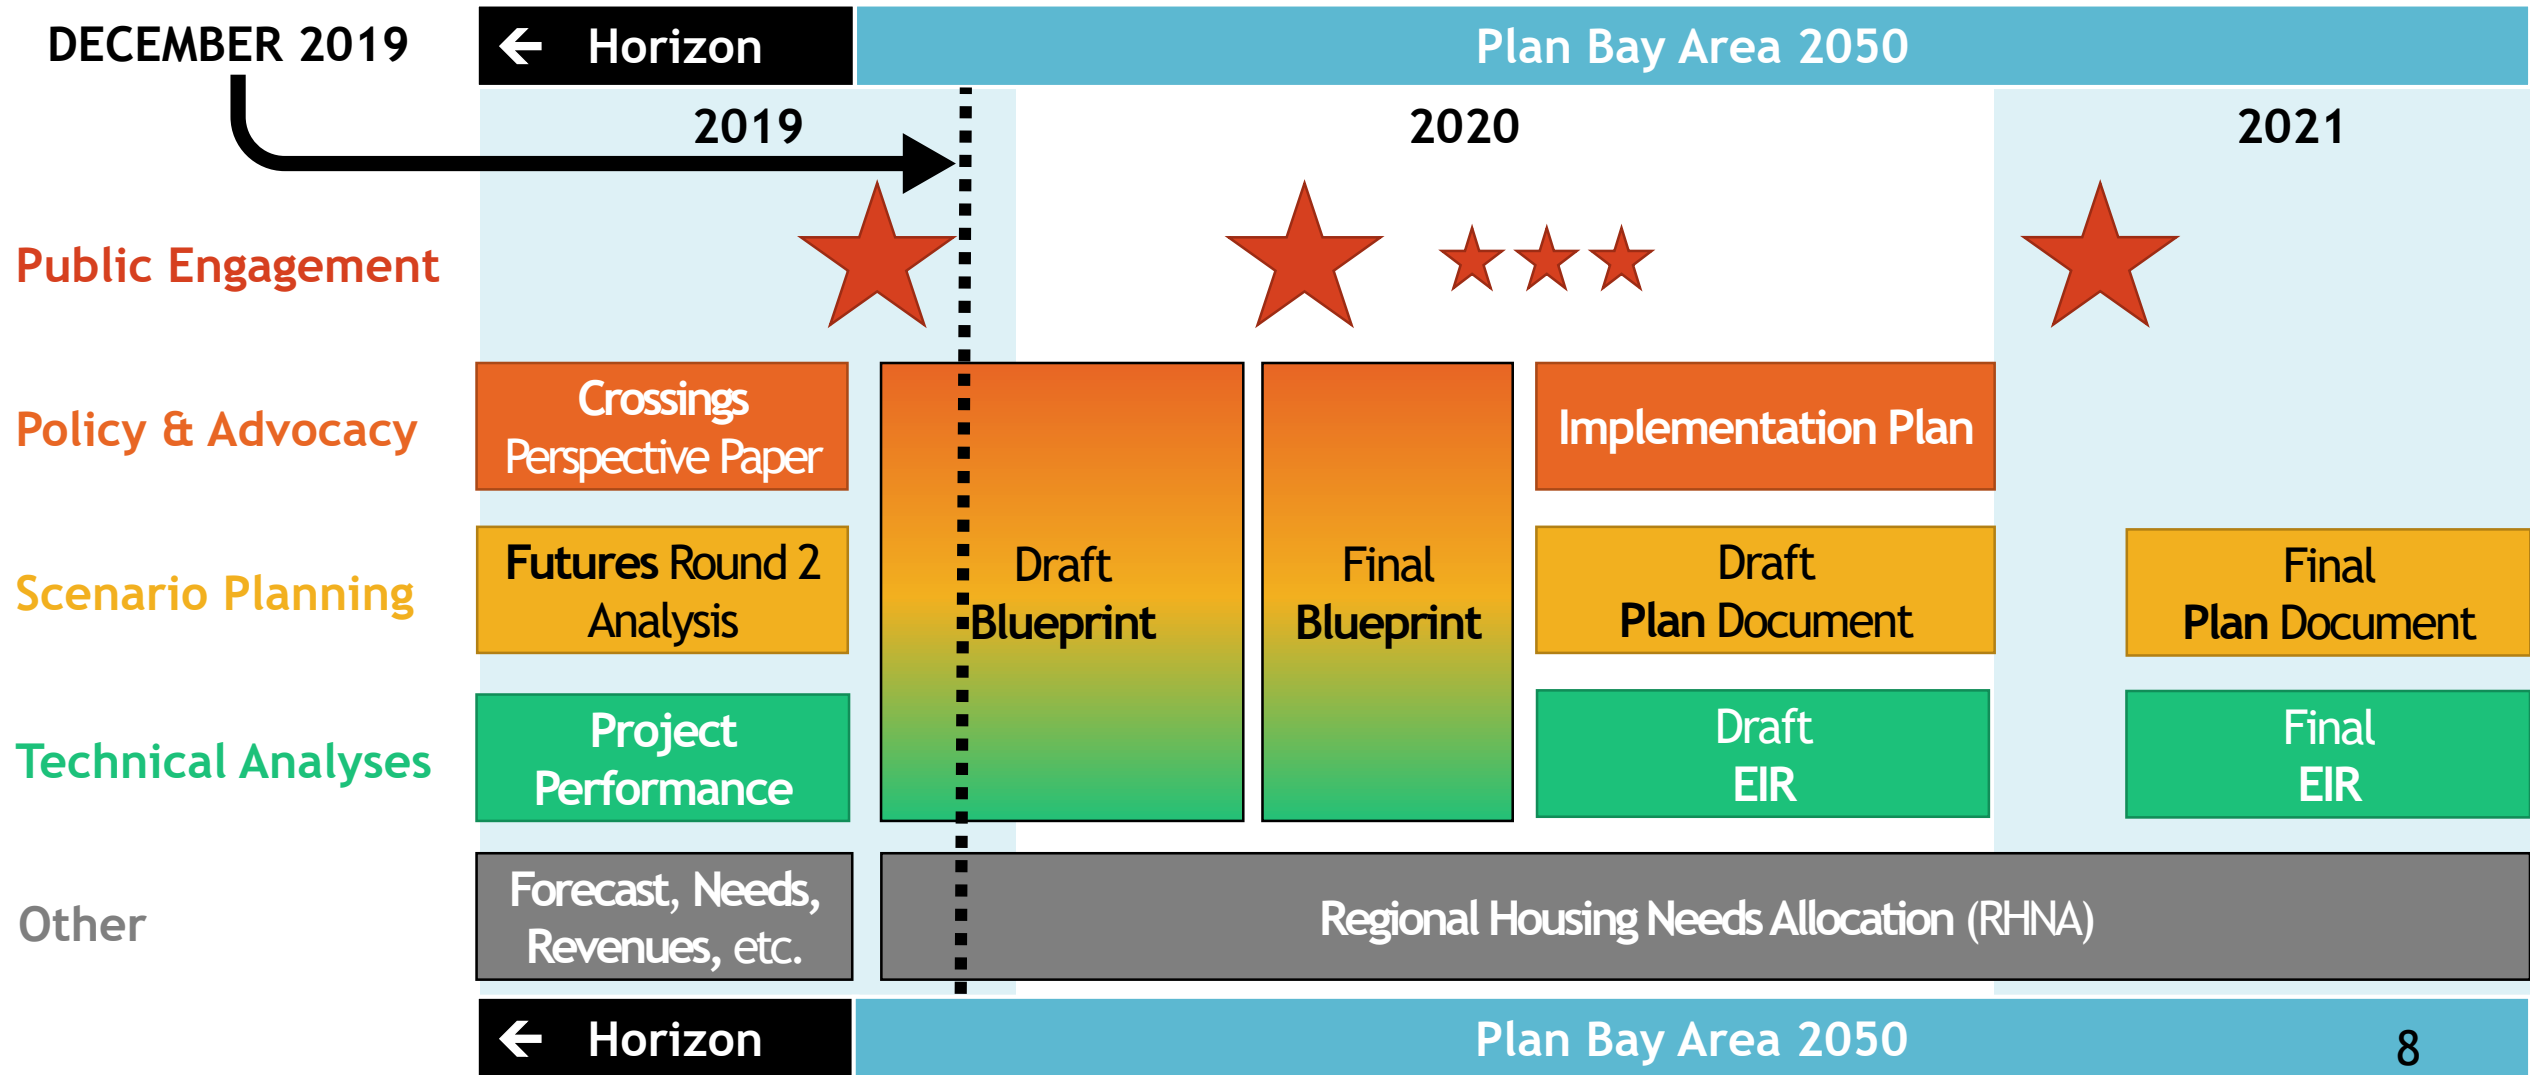 DECEMBER 2019
← Horizon
Plan Bay Area 2050
2019
2020
2021
Public Engagement
Policy & Advocacy
Crossings
Perspective Paper
Implementation Plan
Scenario Planning
Futures Round 2
Analysis
Draft
Blueprint
Final
Blueprint
Draft
Plan Document
Final
Plan Document
Technical Analyses
Project
Performance
Draft
EIR
Final
EIR
Other
Forecast, Needs,
Revenues, etc.
Regional Housing Needs Allocation (RHNA)
← Horizon
Plan Bay Area 2050
8